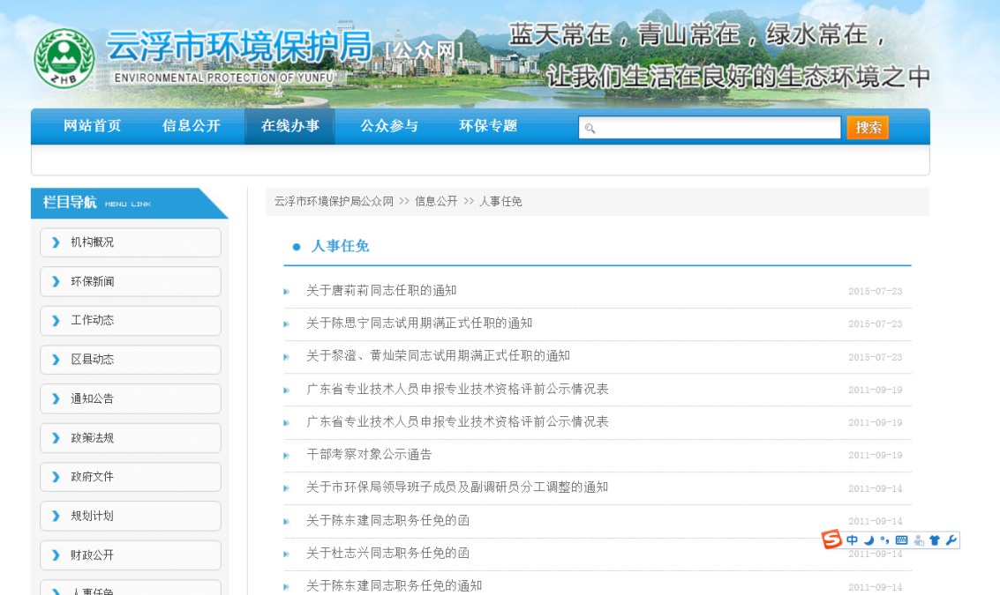 云浮市环境保护局 [公众网]
ENVIRONMENTAL PROTECTION OF YUNFU
ZHB
蓝天常在，青山常在，绿水常在，
让我们生活在良好的生态环境之中
网站首页 信息公开 在线办事 公众参与 环保专题 搜索
栏目导航 MENU LINK
机构概况
环保新闻
工作动态
区县动态
通知公告
政策法规
政府文件
规划计划
财政公开
人事任免
云浮市环境保护局公众网 >> 信息公开 >> 人事任免
人事任免
关于唐莉莉同志任职的通知 2015-07-23
关于陈思宁同志试用期满正式任职的通知 2015-07-23
关于黎澄、黄灿荣同志试用期满正式任职的通知 2015-07-23
广东省专业技术人员申报专业技术资格评前公示情况表 2011-09-19
广东省专业技术人员申报专业技术资格评前公示情况表 2011-09-19
干部考察对象公示通告 2011-09-19
关于市环保局领导班子成员及副调研员分工调整的通知 2011-09-14
关于陈东建同志职务任免的函 2011-09-14
关于杜志兴同志职务任免的函 2011-09-14
关于陈东建同志职务任免的通知 2011-09-14
S 中